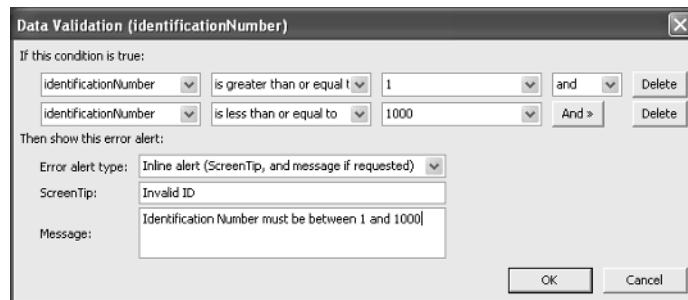 Data Validation (identificationNumber)
If this condition is true:
identificationNumber is greater than or equal t 1 and Delete
identificationNumber is less than or equal to 1000 And » Delete
Then show this error alert:
Error alert type: Inline alert (ScreenTip, and message if requested)
ScreenTip: Invalid ID
Message: Identification Number must be between 1 and 1000
OK Cancel